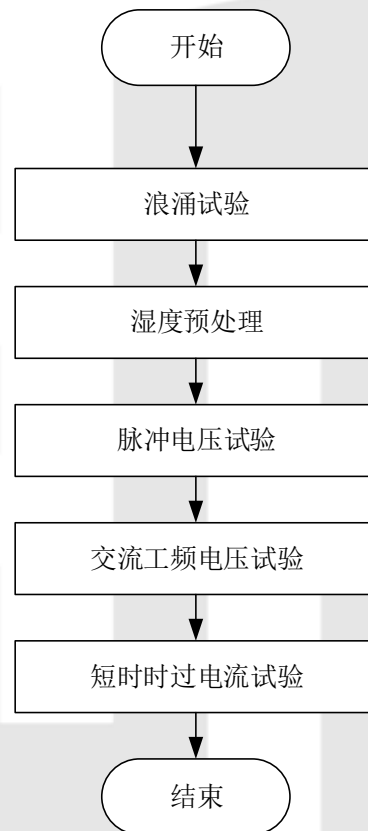 开始
浪涌试验
湿度预处理
脉冲电压试验
交流工频电压试验
短时时过电流试验
结束